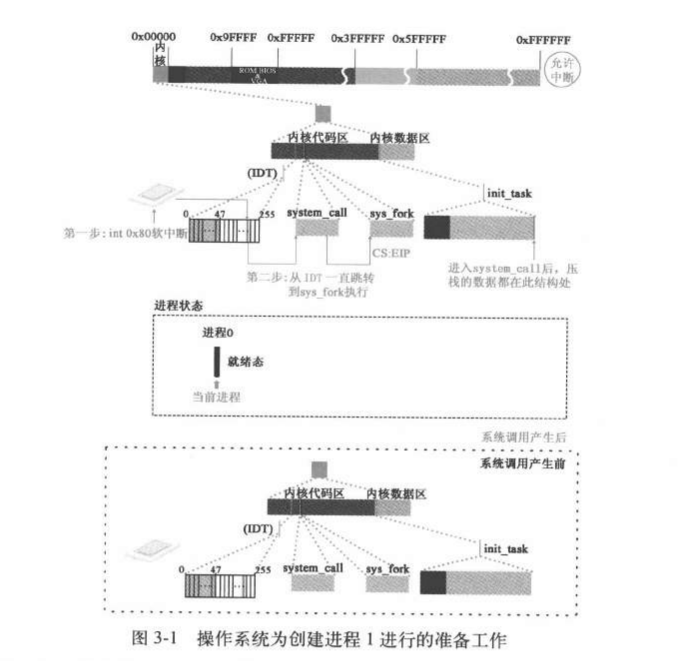 0x00000 0x9FFFF 0xFFFFF 0x3FFFFF 0x5FFFFF 0xFFFFFF
内核
ROM BIOS
&
VGA
允许
中断
内核代码区 内核数据区
(IDT)
init_task
0 47 255 system_call sys_fork
第一步:int 0x80软中断
CS:EIP
第二步:从 IDT 一直跳转
到sys_fork执行
进入systom_call后，压
栈的数据都在此结构处
进程状态
进程0
就绪态
当前进程
系统调用产生后
系统调用产生前
内核代码区 内核数据区
(IDT)
init_task
0 47 255 system_call sys_fork
图 3-1 操作系统为创建进程 1 进行的准备工作